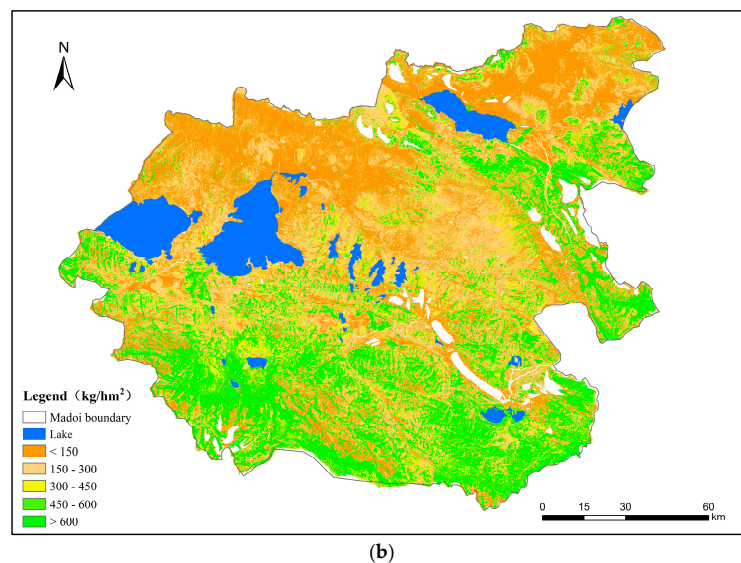 N
Legend（kg/hm²）
Madoi boundary
Lake
< 150
150 - 300
300 - 450
450 - 600
> 600
0 15 30 60
km
(b)